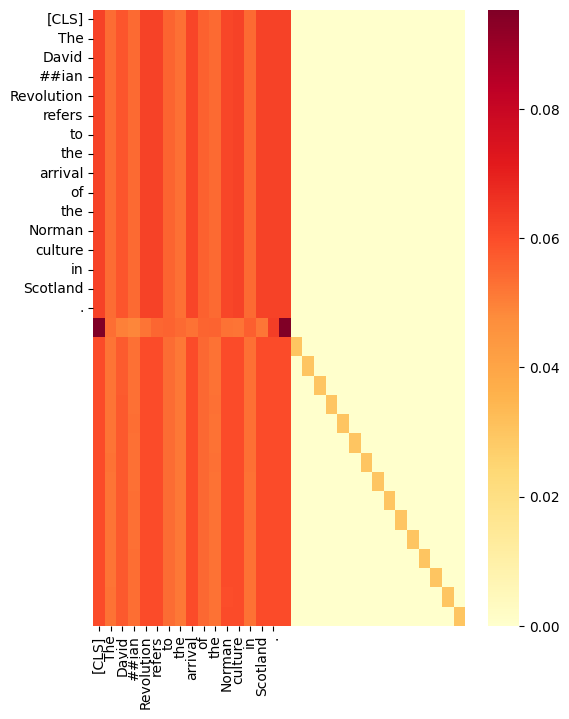 [CLS]
The
David
##ian
Revolution
refers
to
the
arrival
of
the
Norman
culture
in
Scotland
.
0.08
0.06
0.04
0.02
0.00
[CLS]
The
David
##ian
Revolution
refers
to
the
arrival
of
the
Norman
culture
in
Scotland
.